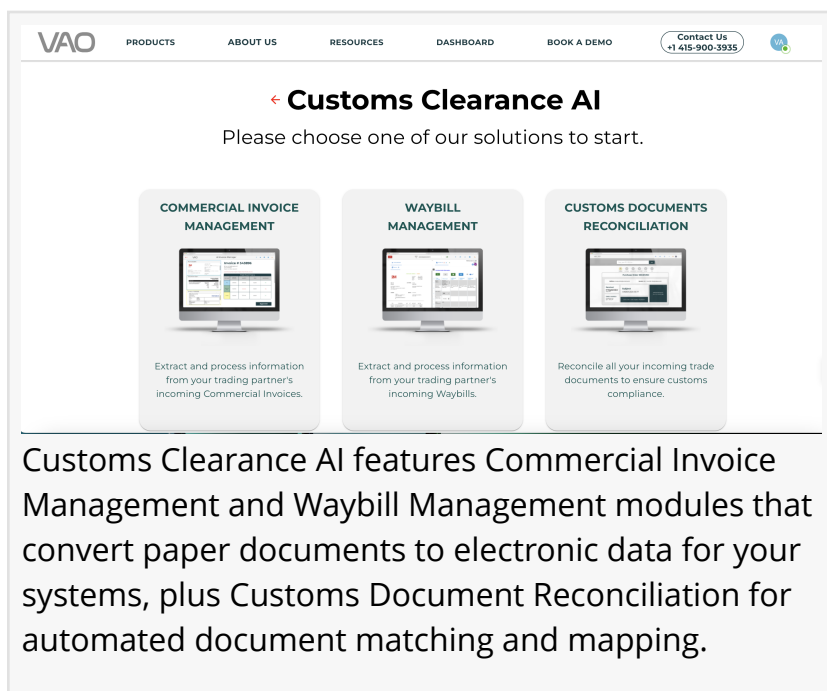 VAO
PRODUCTS
ABOUT US
RESOURCES
DASHBOARD
BOOK A DEMO
Contact Us
+1 415-900-3935
VA
← Customs Clearance AI
Please choose one of our solutions to start.
COMMERCIAL INVOICE
MANAGEMENT
Extract and process information
from your trading partner's
incoming Commercial Invoices.
WAYBILL
MANAGEMENT
Extract and process information
from your trading partner's
incoming Waybills.
CUSTOMS DOCUMENTS
RECONCILIATION
Reconcile all your incoming trade
documents to ensure customs
compliance.
Customs Clearance AI features Commercial Invoice
Management and Waybill Management modules that
convert paper documents to electronic data for your
systems, plus Customs Document Reconciliation for
automated document matching and mapping.